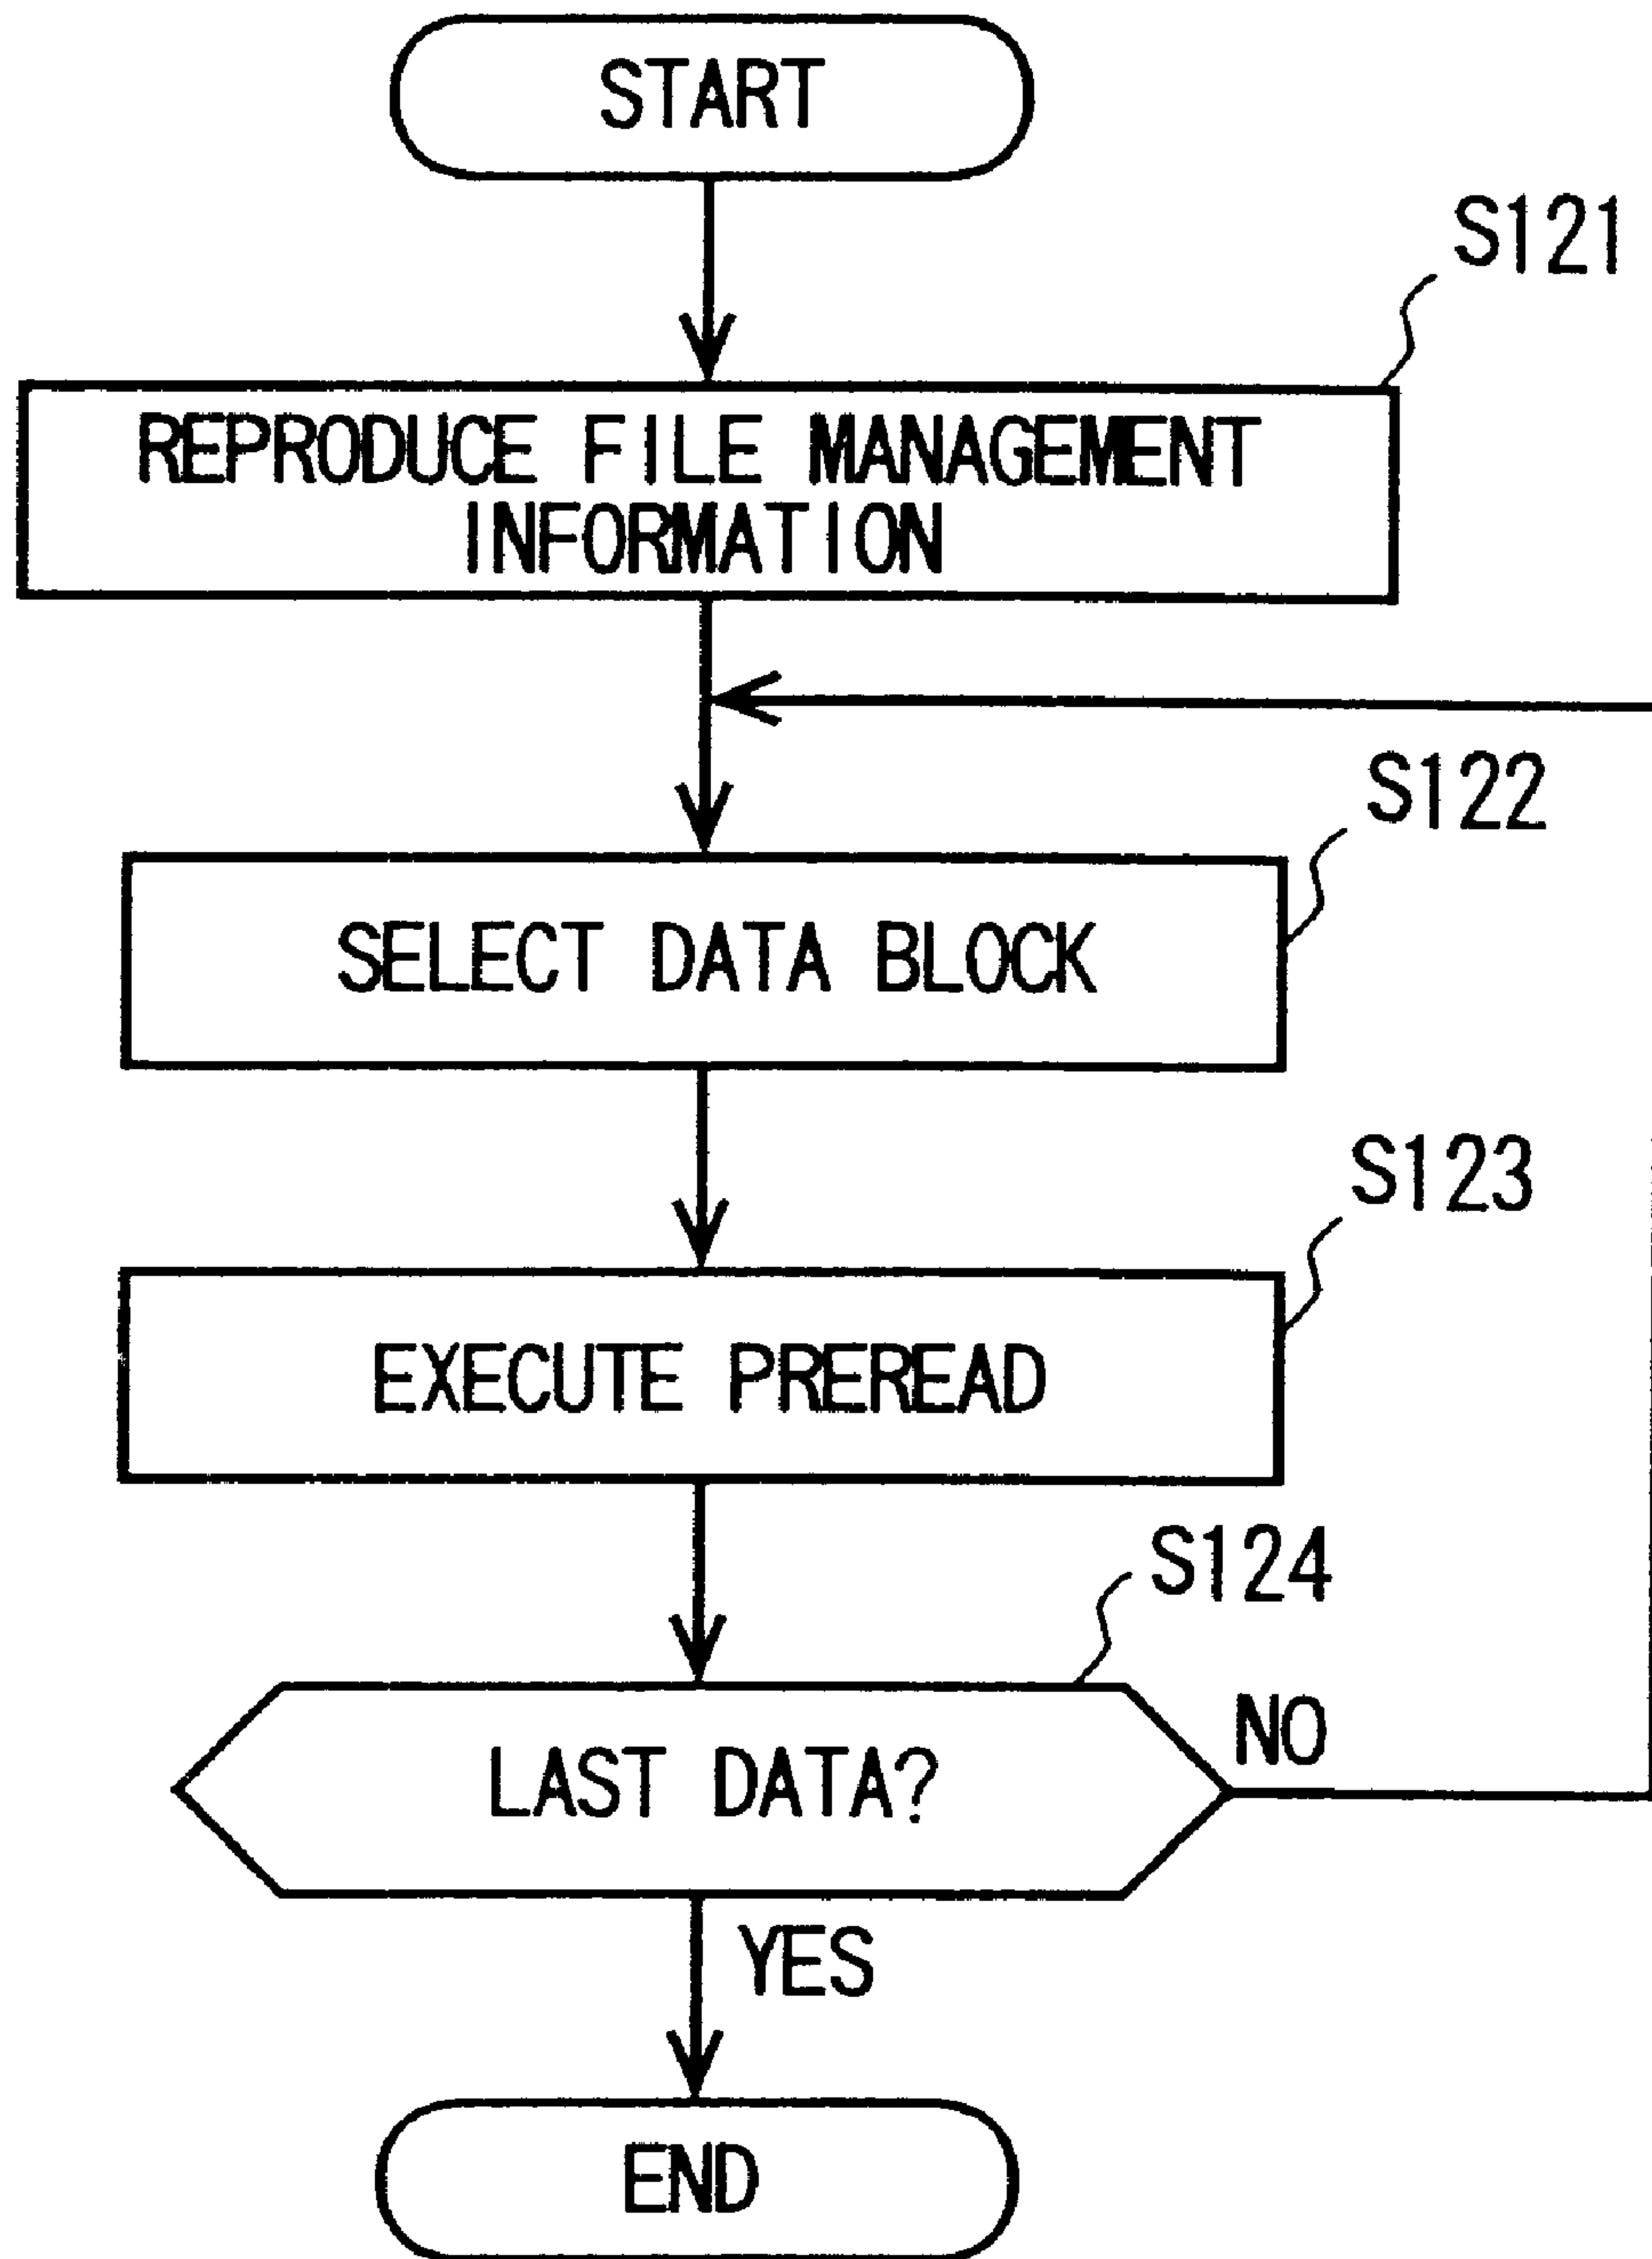 START
S121
REPRODUCE FILE MANAGEMENT
INFORMATION
S122
SELECT DATA BLOCK
S123
EXECUTE PREREAD
S124
LAST DATA?
NO
YES
END